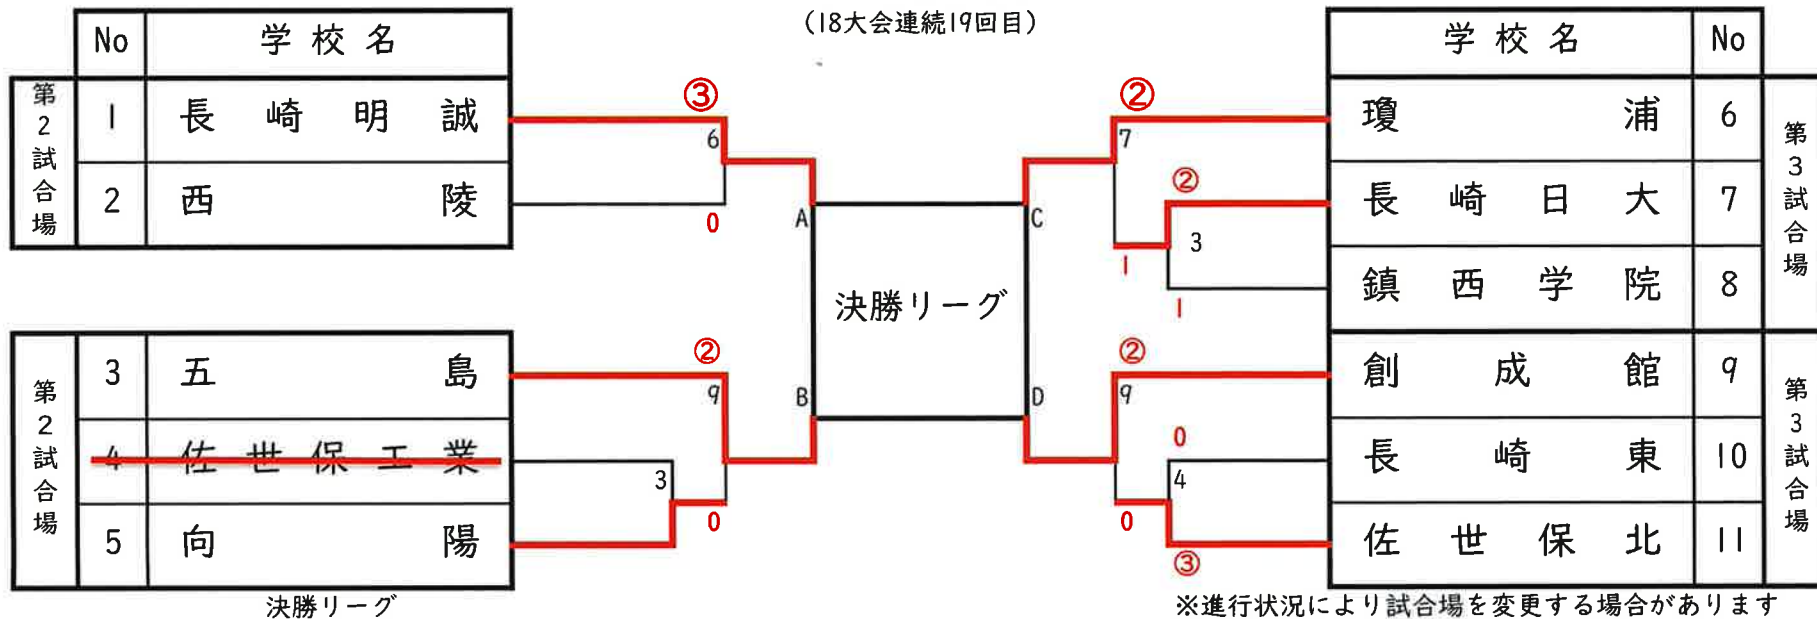 (18大会連続19回目)
No 学校名
第2試合場
1 長崎明誠
2 西陵
③
6
0
A
第2試合場
3 五島
4 佐世保工業
5 向陽
②
9
3
0
B
決勝リーグ
学校名 No
瓊浦 6
長崎日大 7
鎮西学院 8
第3試合場
②
7
②
3
1
1
C
創成館 9
長崎東 10
佐世保北 11
第3試合場
②
9
0
4
0
③
D
決勝リーグ
※進行状況により試合場を変更する場合があります